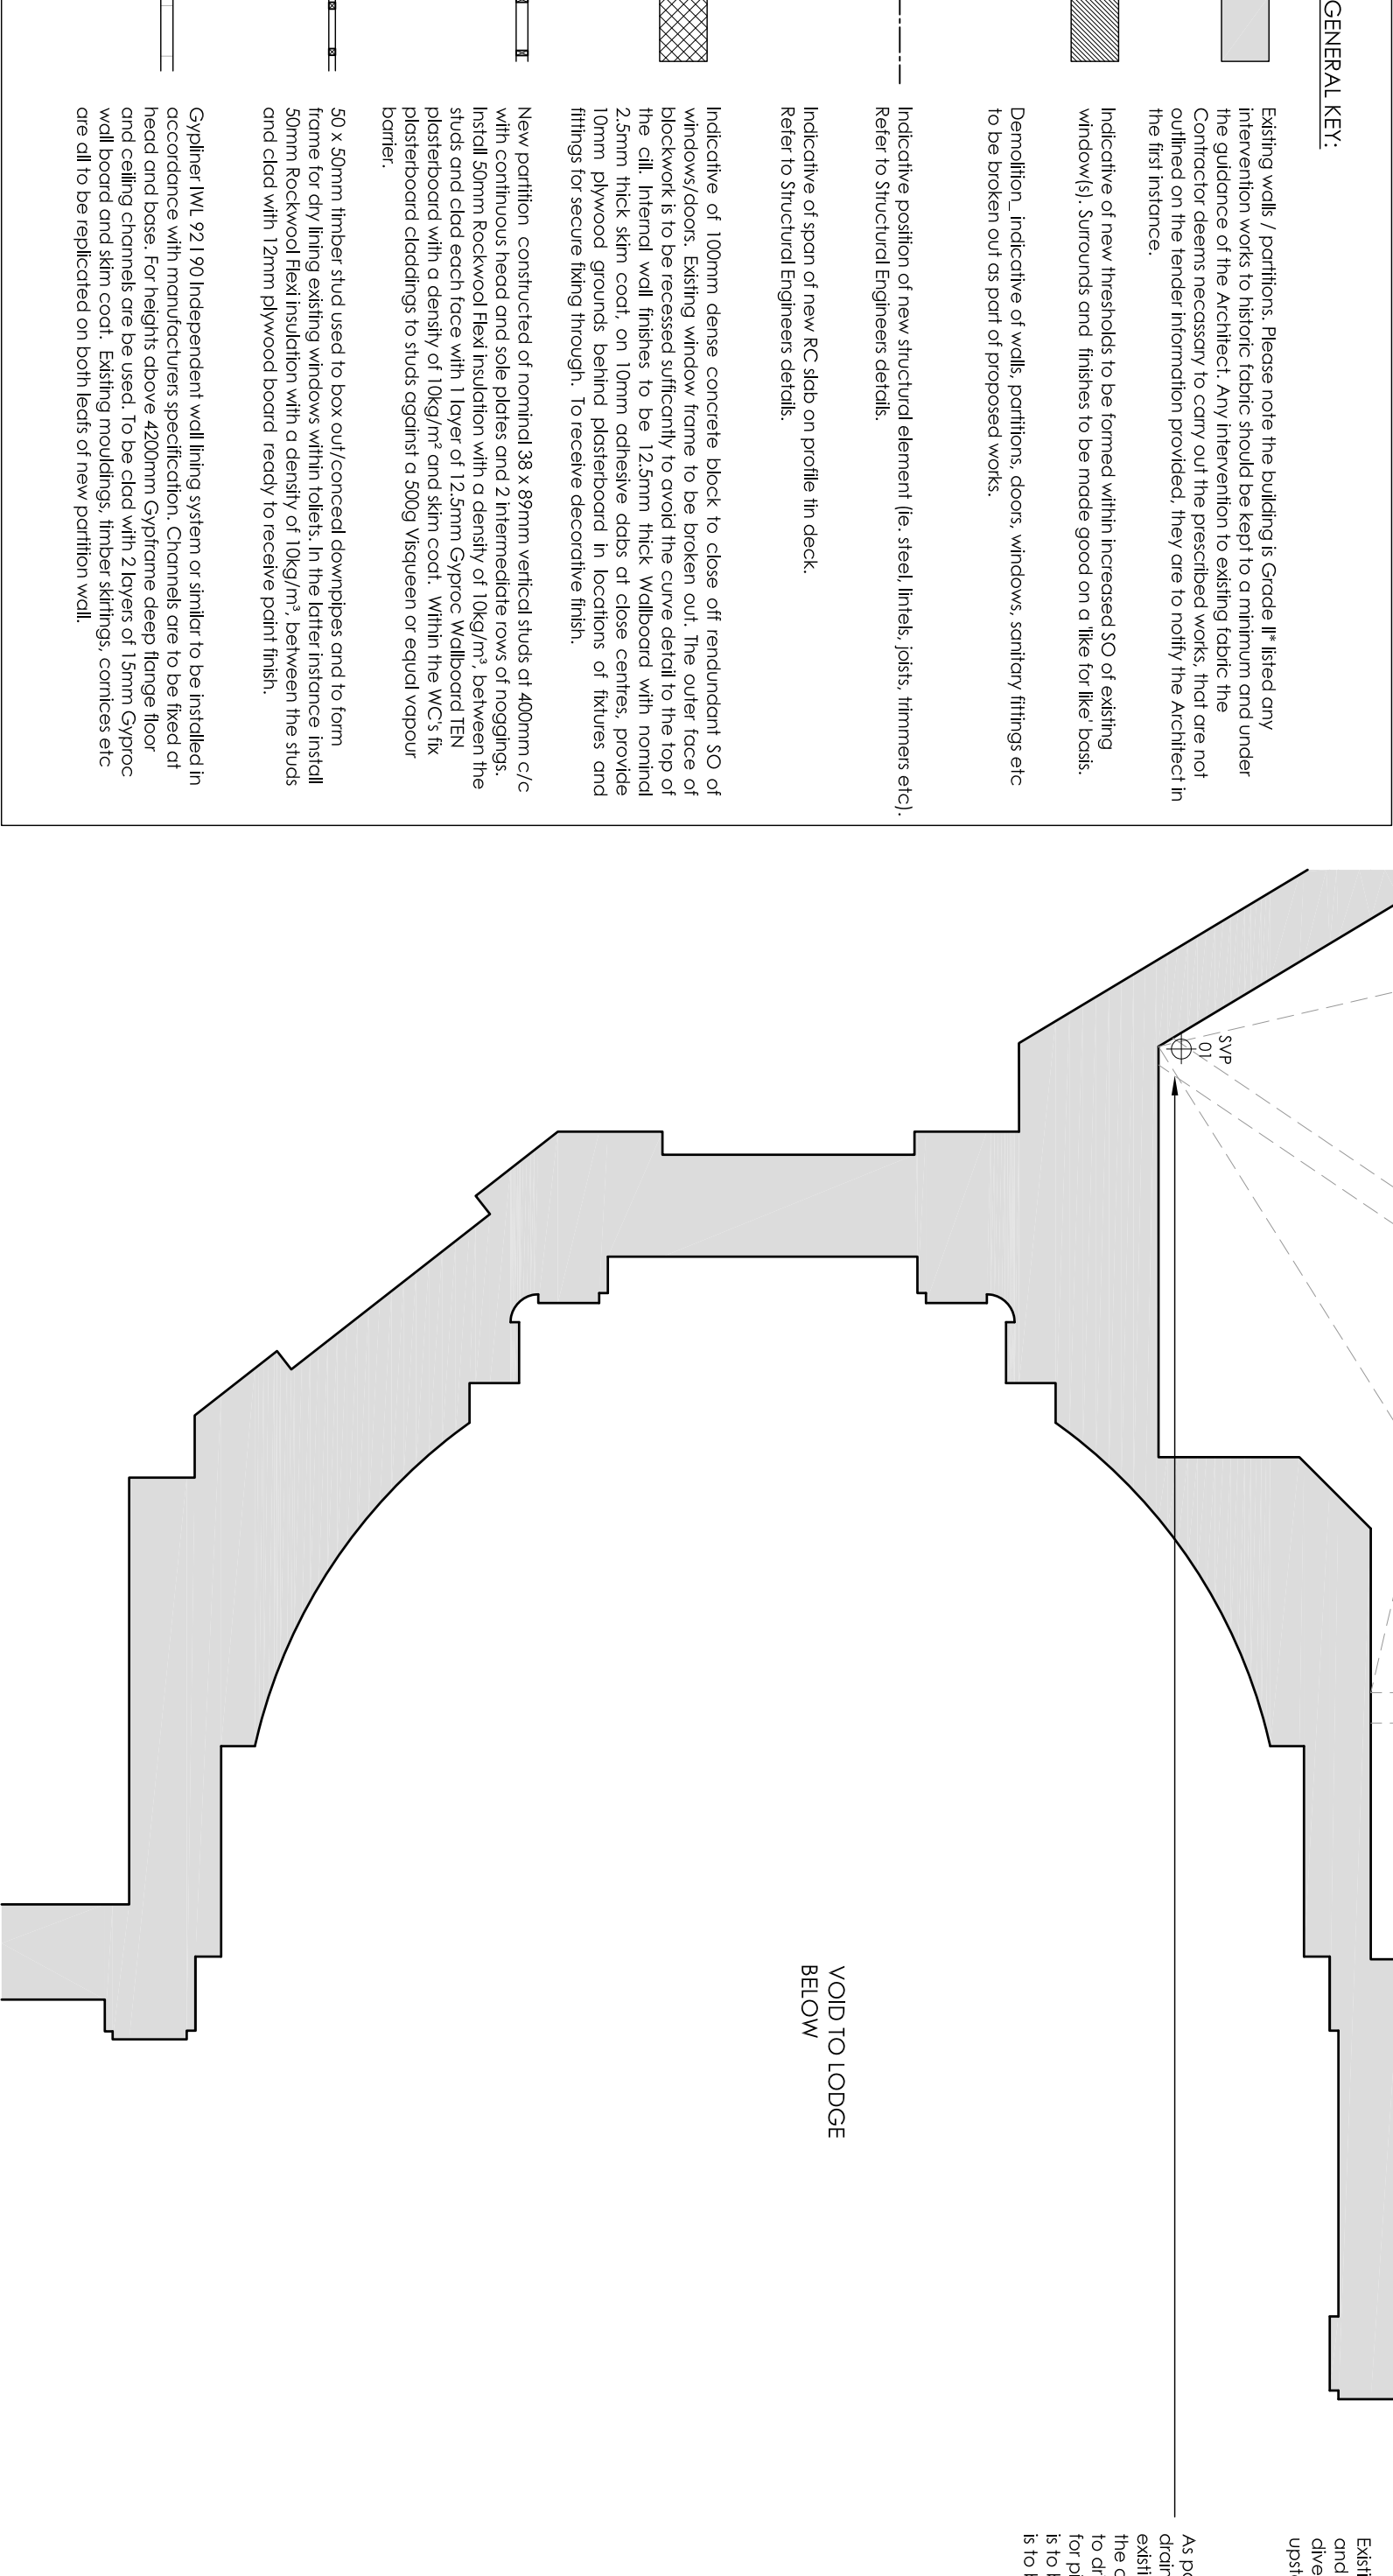 GENERAL KEY:
Existing walls / partitions. Please note the building is Grade II* listed any
intervention works to historic fabric should be kept to a minimum and under
the guidance of the Architect. Any intervention to existing fabric the
Contractor deems necassary to carry out the prescribed works, that are not
outlined on the tender information provided, they are to notify the Architect in
the first instance.
Indicative of new thresholds to be formed within increased SO of existing
window(s). Surrounds and finishes to be made good on a 'like for like' basis.
Demolition_ indicative of walls, partitions, doors, windows, sanitary fittings etc
to be broken out as part of proposed works.
Indicative position of new structural element (ie. steel, lintels, joists, trimmers etc).
Refer to Structural Engineers details.
Indicative of span of new RC slab on profile tin deck.
Refer to Structural Engineers details.
Indicative of 100mm dense concrete block to close off rendundant SO of
windows/doors. Existing window frame to be broken out. The outer face of
blockwork is to be recessed sufficantly to avoid the curve detail to the top of
the cill. Internal wall finishes to be 12.5mm thick Wallboard with nominal
2.5mm thick skim coat, on 10mm adhesive dabs at close centres, provide
10mm plywood grounds behind plasterboard in locations of fixtures and
fittings for secure fixing through. To receive decorative finish.
New partition constructed of nominal 38 x 89mm vertical studs at 400mm c/c
with continuous head and sole plates and 2 intermediate rows of noggings.
Install 50mm Rockwool Flexi insulation with a density of 10kg/m³, between the
studs and clad each face with 1 layer of 12.5mm Gyproc Wallboard TEN
plasterboard with a density of 10kg/m² and skim coat. Within the WC's fix
plasterboard claddings to studs against a 500g Visqueen or equal vapour
barrier.
50 x 50mm timber stud used to box out/conceal downpipes and to form
frame for dry lining existing windows within toliets. In the latter instance install
50mm Rockwool Flexi insulation with a density of 10kg/m³, between the studs
and clad with 12mm plywood board ready to receive paint finish.
Gypliner IWL 92 I 90 Independent wall lining system or similar to be installed in
accordance with manufacturers specification. Channels are to be fixed at
head and base. For heights above 4200mm Gypframe deep flange floor
and ceiling channels are be used. To be clad with 2 layers of 15mm Gyproc
wall board and skim coat. Existing mouldings, timber skirtings, cornices etc
are all to be replicated on both leafs of new partition wall.
SVP
01
VOID TO LODGE
BELOW
and
As
the
to
is to
is to